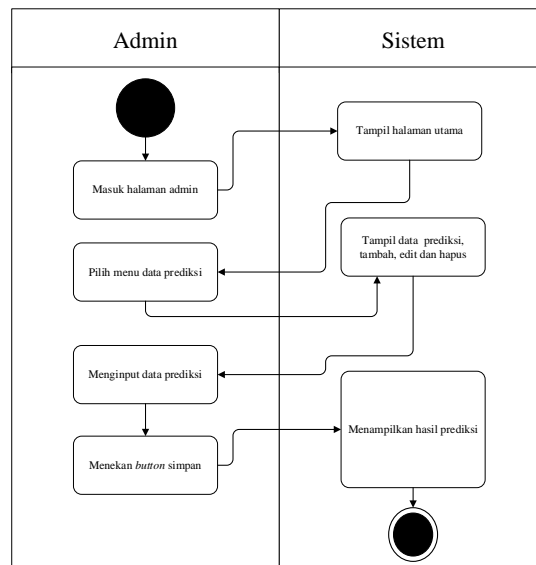 Admin
Sistem
Masuk halaman admin
Tampil halaman utama
Pilih menu data prediksi
Tampil data prediksi,
tambah, edit dan hapus
Menginput data prediksi
Menekan button simpan
Menampilkan hasil prediksi